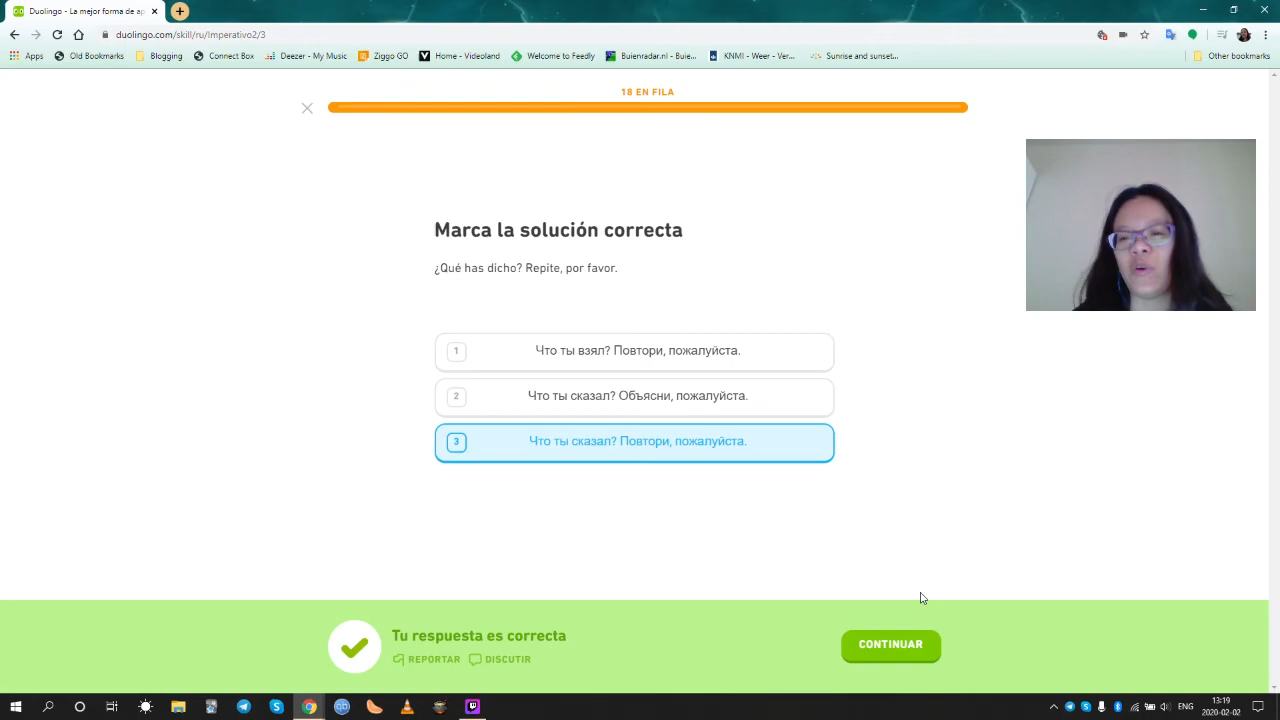 Duolingo - La mejor forma de ap
duolingo.com/skill/ru/Imperativo2/3
Apps
Old Bookmarks
Blogging
Connect Box
Deezer - My Music
Ziggo GO
Home - Videoland
Welcome to Feedly
Buienradar.nl - Buie...
KNMI - Weer - Ver...
Sunrise and sunset...
Other bookmarks
18 EN FILA
Marca la solución correcta
¿Qué has dicho? Repite, por favor.
1 Что ты взял? Повтори, пожалуйста.
2 Что ты сказал? Объясни, пожалуйста.
3 Что ты сказал? Повтори, пожалуйста.
Tu respuesta es correcta
REPORTAR
DISCUTIR
CONTINUAR
ENG
13:19
2020-02-02